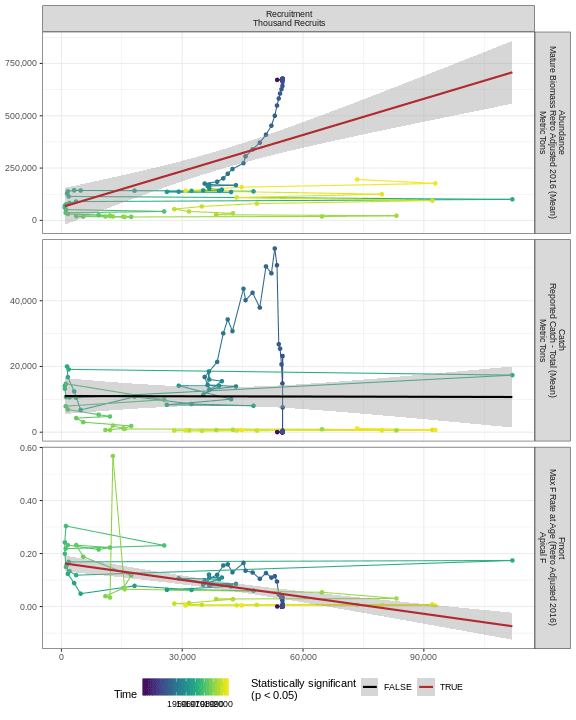 Recruitment
Thousand Recruits
Abundance
Mature Biomass Retro Adjusted 2016 (Mean)
Metric Tons
750,000
500,000
250,000
0
Catch
Reported Catch - Total (Mean)
Metric Tons
40,000
20,000
0
Fmort
Max F Rate at Age (Retro Adjusted 2016)
Apical F
0.60
0.40
0.20
0.00
0
30,000
60,000
90,000
Time
Statistically significant
(p < 0.05)
FALSE
TRUE